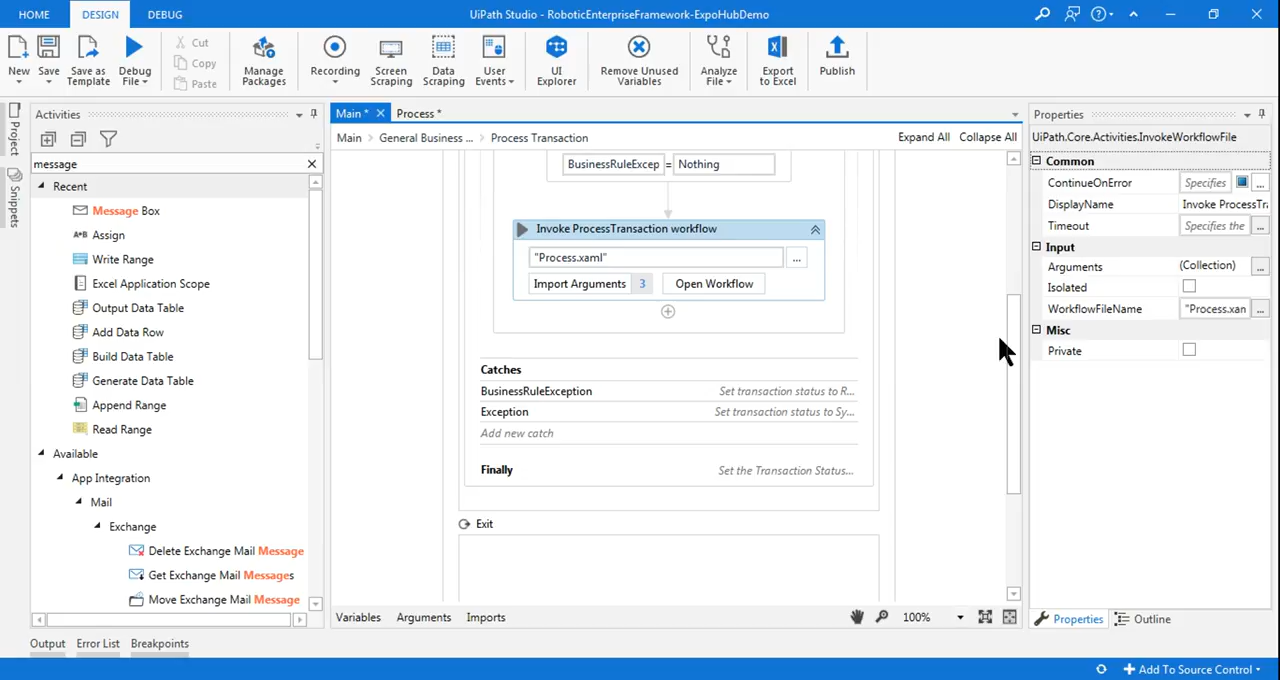 HOME DESIGN DEBUG UiPath Studio - RoboticEnterpriseFramework-ExpoHubDemo
New Save Save as Template Debug File Cut Copy Paste Manage Packages Recording Screen Scraping Data Scraping User Events UI Explorer Remove Unused Variables Analyze File Export to Excel Publish
Project
Snippets
Activities
message
Recent
Message Box
A*B Assign
Write Range
Excel Application Scope
Output Data Table
Add Data Row
Build Data Table
Generate Data Table
Append Range
Read Range
Available
App Integration
Mail
Exchange
Delete Exchange Mail Message
Get Exchange Mail Messages
Move Exchange Mail Message
Main * Process *
Main > General Business ... > Process Transaction Expand All Collapse All
BusinessRuleExcep = Nothing
Invoke ProcessTransaction workflow
"Process.xaml" ...
Import Arguments 3 Open Workflow
Catches
BusinessRuleException Set transaction status to R...
Exception Set transaction status to Sy...
Add new catch
Finally Set the Transaction Status...
Exit
Variables Arguments Imports 100%
Properties
UiPath.Core.Activities.InvokeWorkflowFile
Common
ContinueOnError Specifies ...
DisplayName Invoke ProcessTr
Timeout Specifies the ...
Input
Arguments (Collection) ...
Isolated
WorkflowFileName "Process.xan ...
Misc
Private
Properties Outline
Output Error List Breakpoints
Add To Source Control